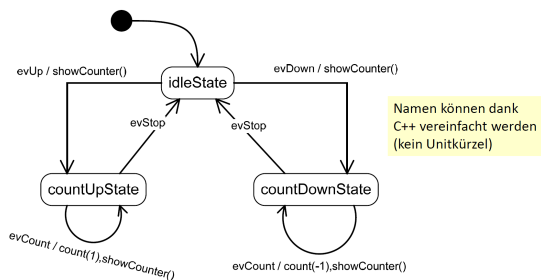 idleState
evUp / showCounter()
evDown / showCounter()
Namen können dank
C++ vereinfacht werden
(kein Unitkürzel)
evStop
evStop
countUpState
countDownState
evCount / count(1),showCounter()
evCount / count(-1),showCounter()